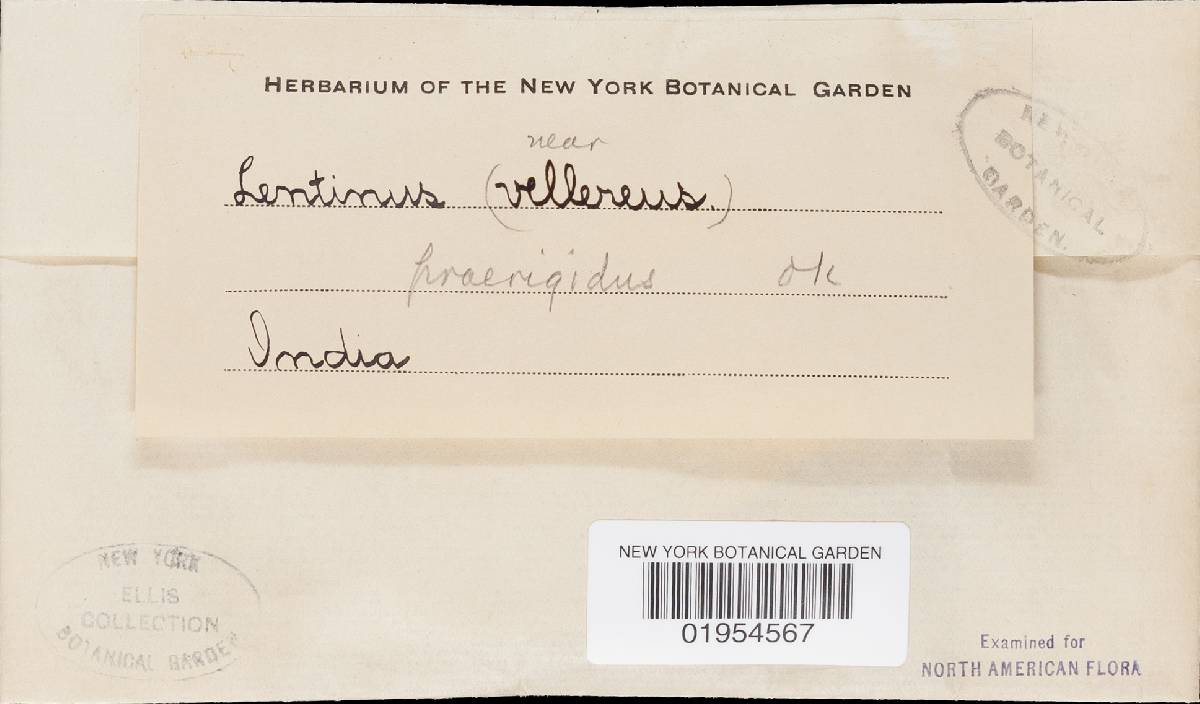 HERBARIUM OF THE NEW YORK BOTANICAL GARDEN
near
Lentinus (vellereus.)
praerigidus ok
India
NEW YORK BOTANICAL GARDEN.
NEW YORK
ELLIS
COLLECTION
BOTANICAL GARDEN
NEW YORK BOTANICAL GARDEN
01954567
Examined for
NORTH AMERICAN FLORA